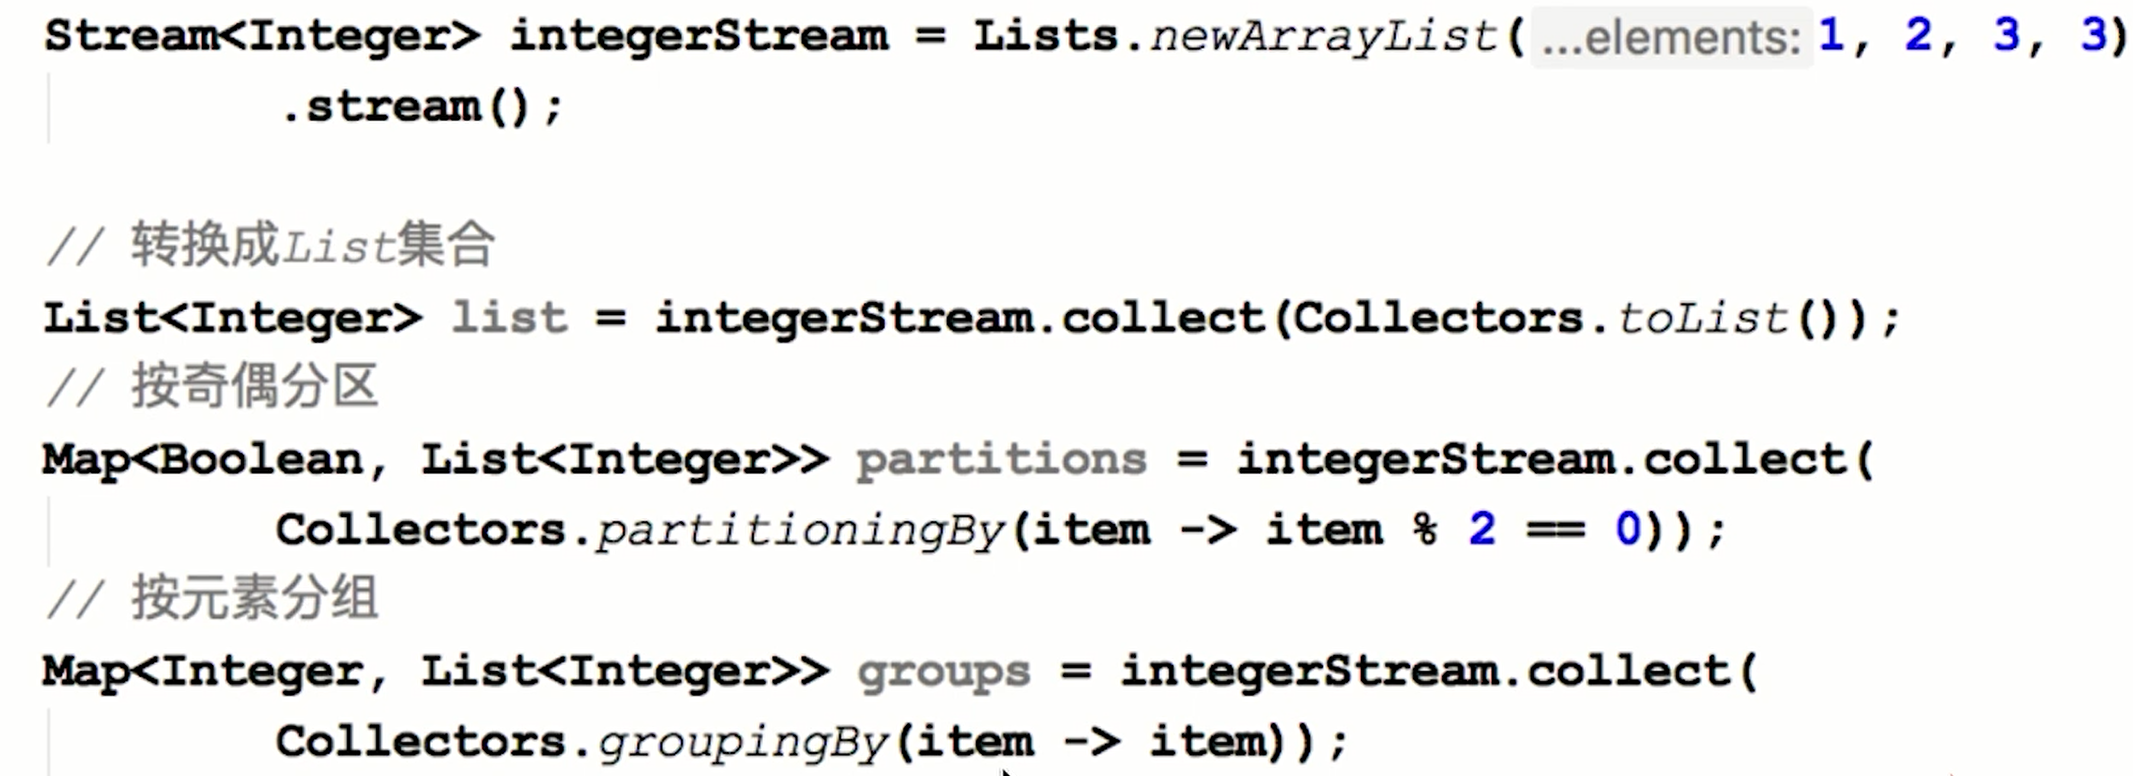 Stream<Integer> integerStream = Lists.newArrayList( ...elements: 1, 2, 3, 3)
.stream();
// 转换成List集合
List<Integer> list = integerStream.collect(Collectors.toList());
// 按奇偶分区
Map<Boolean, List<Integer>> partitions = integerStream.collect(
Collectors.partitioningBy(item -> item % 2 == 0));
// 按元素分组
Map<Integer, List<Integer>> groups = integerStream.collect(
Collectors.groupingBy(item -> item));